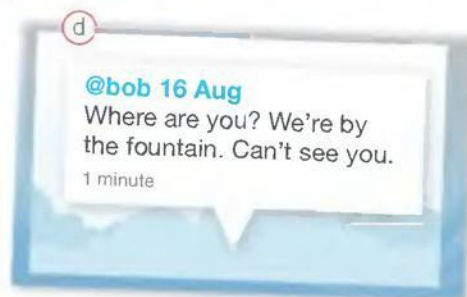 d
@bob 16 Aug
Where are you? We're by
the fountain. Can't see you.
1 minute